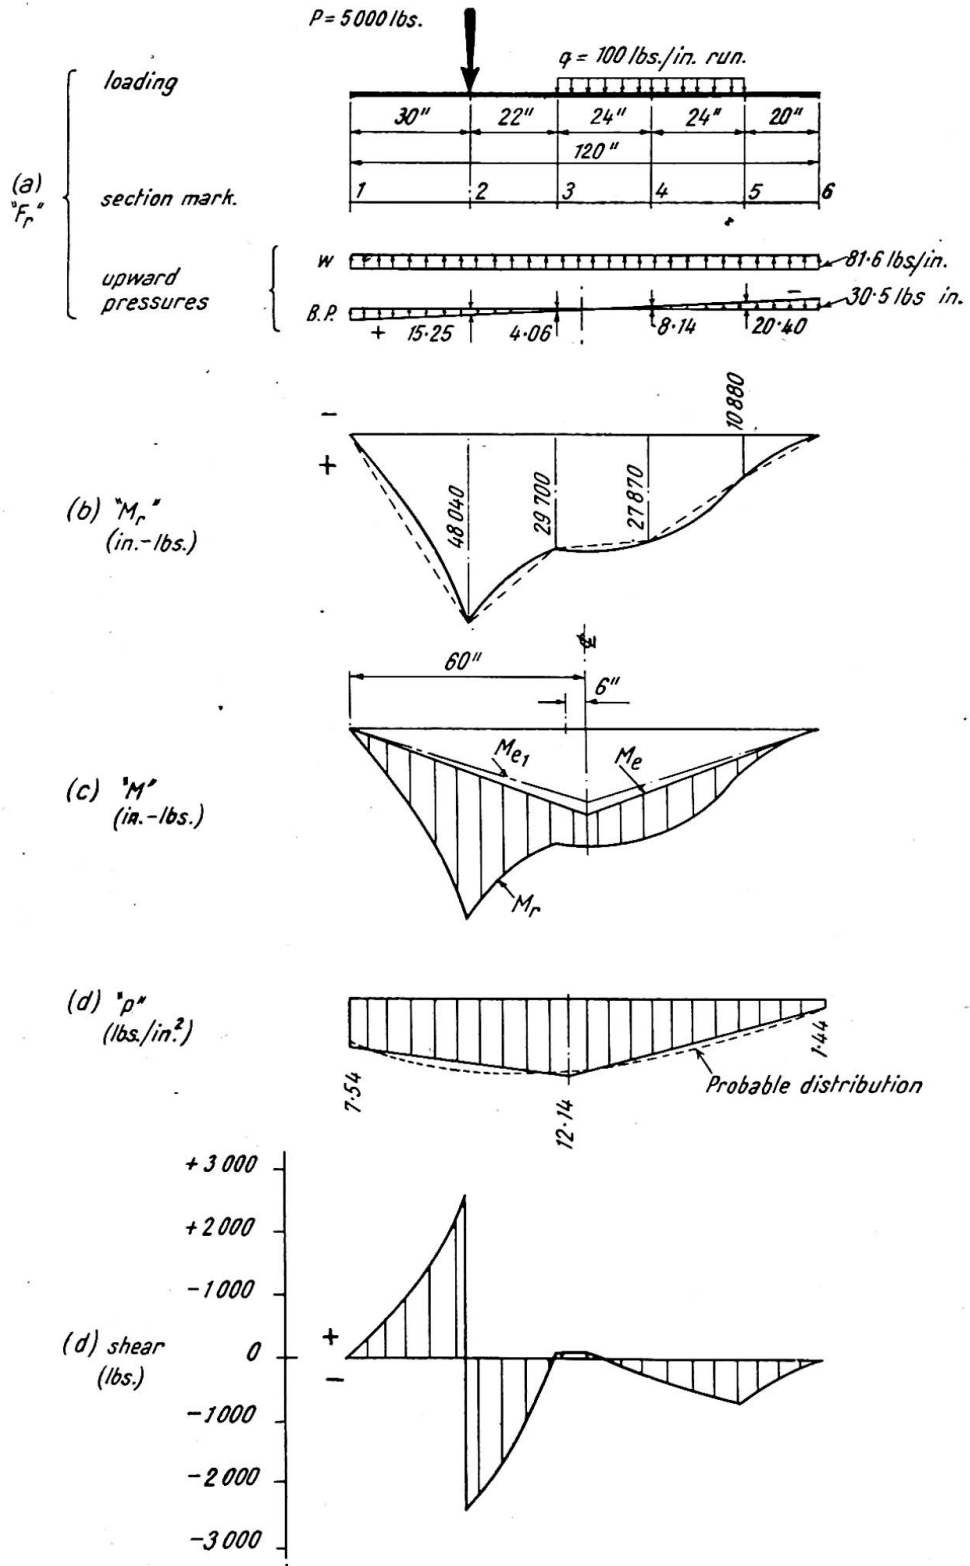 P = 5000 lbs.
q = 100 lbs./in. run.
loading
30" 22" 24" 24" 20"
120"
(a)
"Fr"
section mark.
1 2 3 4 5 6
W
81·6 lbs/in.
upward
pressures
B.P.
+ 15·25 4·06 8·14 20·40 −
30·5 lbs in.
−
+
10 880
48 040
29 700
27 870
(b) "Mr"
(in.-lbs.)
℄
60"
6"
Me1
Me
(c) "M"
(in.-lbs.)
Mr
(d) "p"
(lbs./in.²)
7·54
12·14
1·44
Probable distribution
+3 000
+2 000
-1 000
+
(d) shear
0
(lbs.)
−
-1 000
-2 000
-3 000